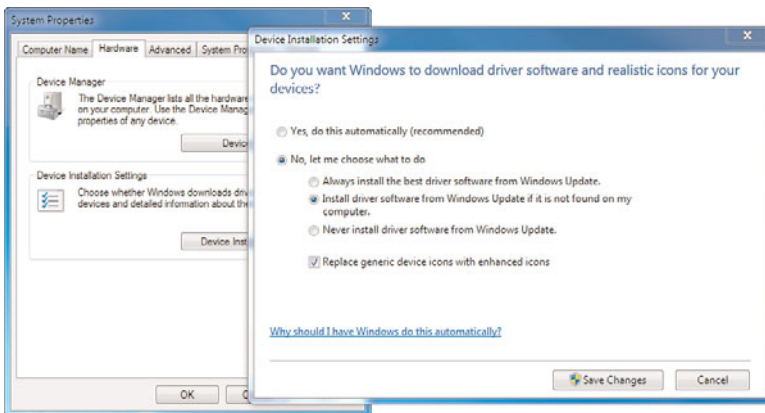 System Properties
Computer Name Hardware Advanced System Pro
Device Manager
The Device Manager lists all the hardware
on your computer. Use the Device Manag
properties of any device.
Devic
Device Installation Settings
Choose whether Windows downloads driv
devices and detailed information about the
Device Inst
OK C
Device Installation Settings
Do you want Windows to download driver software and realistic icons for your
devices?
Yes, do this automatically (recommended)
No, let me choose what to do
Always install the best driver software from Windows Update.
Install driver software from Windows Update if it is not found on my
computer.
Never install driver software from Windows Update.
Replace generic device icons with enhanced icons
Why should I have Windows do this automatically?
Save Changes Cancel